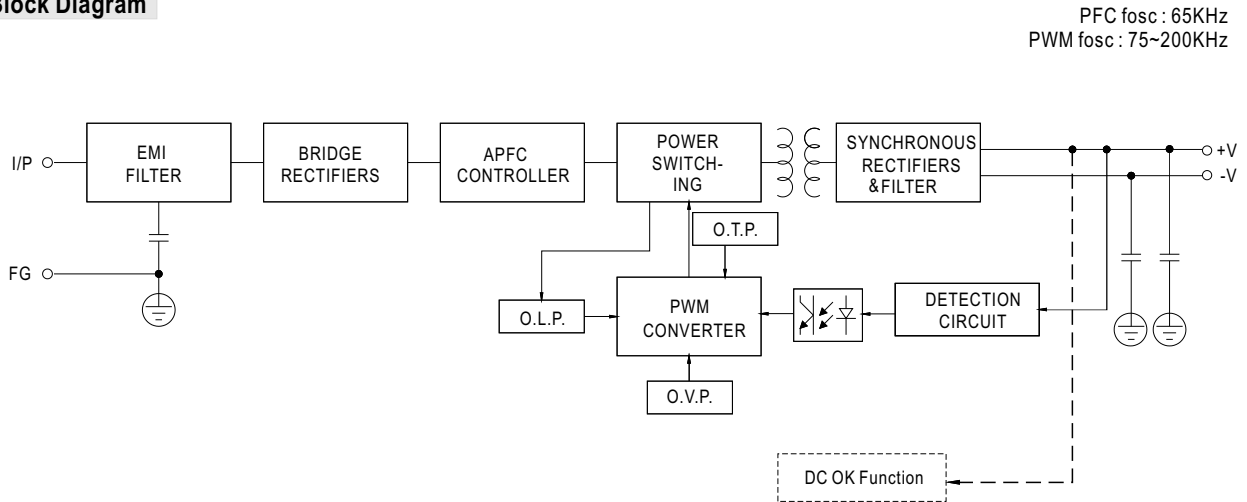 Block Diagram
PFC fosc : 65KHz
PWM fosc : 75~200KHz
I/P
EMI
FILTER
BRIDGE
RECTIFIERS
APFC
CONTROLLER
POWER
SWITCH-
ING
SYNCHRONOUS
RECTIFIERS
&FILTER
+V
-V
O.T.P.
FG
O.L.P.
PWM
CONVERTER
DETECTION
CIRCUIT
O.V.P.
DC OK Function